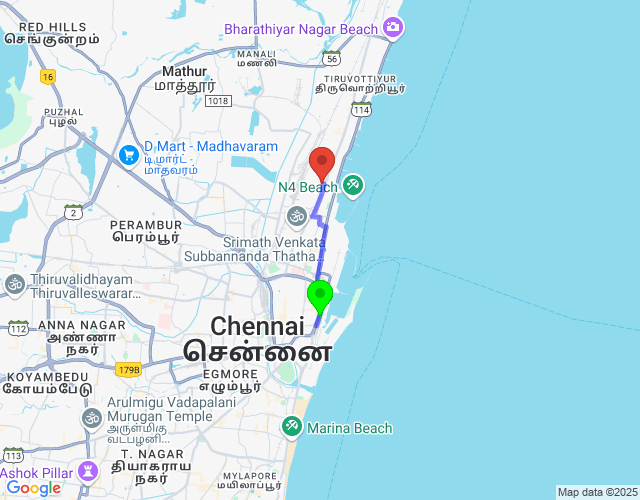 RED HILLS
செங்குன்றம்
Bharathiyar Nagar Beach
MANALI
மணலி
56
16
Mathur
மாத்தூர்
TIRUVOTTIYUR
திருவொற்றியூர்
1018
114
PUZHAL
புழல்
D Mart - Madhavaram
டி மார்ட் -
மாதவரம்
N4 Beach
2
PERAMBUR
பெரம்பூர்
Srimath Venkata
Subbannanda Thatha...
Thiruvalidhayam
Thiruvalleswarar...
112
ANNA NAGAR
அண்ணா
நகர்
Chennai
சென்னை
KOYAMBEDU
கோயம்பேடு
179B
EGMORE
எழும்பூர்
Arulmigu Vadapalani
Murugan Temple
அருள்மிகு
வடபழனி...
Marina Beach
113
T. NAGAR
தியாகராய
நகர்
Ashok Pillar
MYLAPORE
மயிலாப்பூர்
Google
Map data ©2025